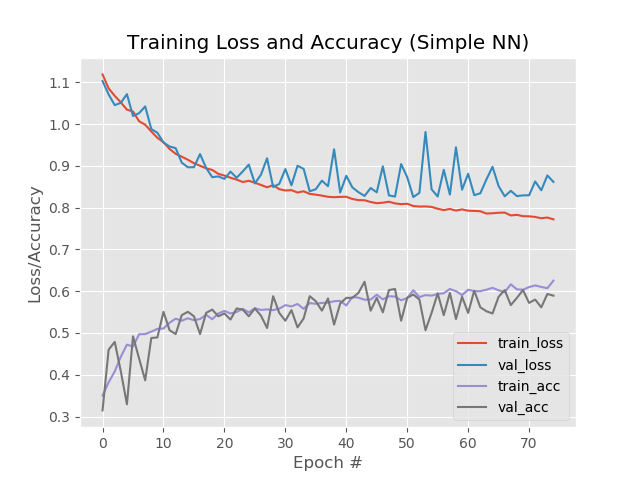 Training Loss and Accuracy (Simple NN)
1.1
1.0
0.9
0.8
0.7
0.6
0.5
0.4
0.3
Loss/Accuracy
train_loss
val_loss
train_acc
val_acc
0 10 20 30 40 50 60 70
Epoch #